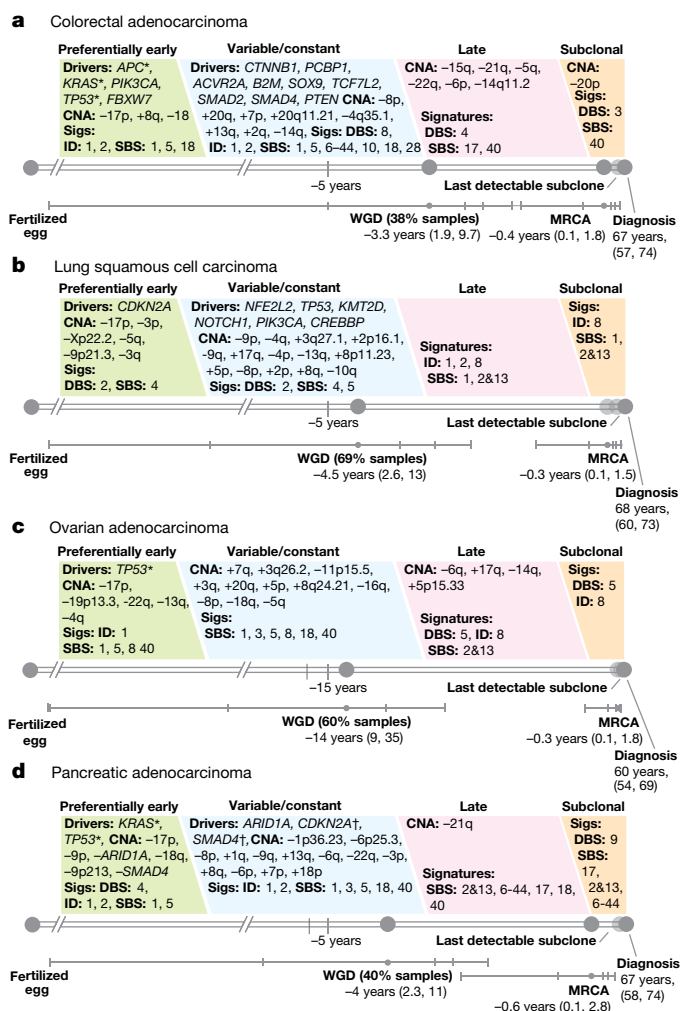 a Colorectal adenocarcinoma
Preferentially early
Drivers: APC*,
KRAS*, PIK3CA,
TP53*, FBXW7
CNA: –17p, +8q, –18
Sigs:
ID: 1, 2, SBS: 1, 5, 18
Variable/constant
Drivers: CTNNB1, PCBP1,
ACVR2A, B2M, SOX9, TCF7L2,
SMAD2, SMAD4, PTEN CNA: –8p,
+20q, +7p, +20q11.21, –4q35.1,
+13q, +2q, –14q, Sigs: DBS: 8,
ID: 1, 2, SBS: 1, 5, 6–44, 10, 18, 28
Late
CNA: –15q, –21q, –5q,
–22q, –6p, –14q11.2
Signatures:
DBS: 4
SBS: 17, 40
Subclonal
CNA:
–20p
Sigs:
DBS: 3
SBS:
40
–5 years
Last detectable subclone
Fertilized
egg
WGD (38% samples)
–3.3 years (1.9, 9.7)
MRCA
–0.4 years (0.1, 1.8)
Diagnosis
67 years,
(57, 74)
b Lung squamous cell carcinoma
Preferentially early
Drivers: CDKN2A
CNA: –17p, –3p,
–Xp22.2, –5q,
–9p21.3, –3q
Sigs:
DBS: 2, SBS: 4
Variable/constant
Drivers: NFE2L2, TP53, KMT2D,
NOTCH1, PIK3CA, CREBBP
CNA: –9p, –4q, +3q27.1, +2p16.1,
-9q, +17q, –4p, –13q, +8p11.23,
+5p, –8p, +2p, +8q, –10q
Sigs: DBS: 2, SBS: 4, 5
Late
Signatures:
ID: 1, 2, 8
SBS: 1, 2&13
Subclonal
Sigs:
ID: 8
SBS: 1,
2&13
–5 years
Last detectable subclone
Fertilized
egg
WGD (69% samples)
–4.5 years (2.6, 13)
MRCA
–0.3 years (0.1, 1.5)
Diagnosis
68 years,
(60, 73)
c Ovarian adenocarcinoma
Preferentially early
Drivers: TP53*
CNA: –17p,
–19p13.3, -22q, –13q,
–4q
Sigs: ID: 1
SBS: 1, 5, 8 40
Variable/constant
CNA: +7q, +3q26.2, –11p15.5,
+3q, +20q, +5p, +8q24.21, –16q,
–8p, –18q, –5q
Sigs:
SBS: 1, 3, 5, 8, 18, 40
Late
CNA: –6q, +17q, –14q,
+5p15.33
Signatures:
DBS: 5, ID: 8
SBS: 2&13
Subclonal
Sigs:
DBS: 5
ID: 8
–15 years
Last detectable subclone
Fertilized
egg
WGD (60% samples)
–14 years (9, 35)
MRCA
–0.3 years (0.1, 1.8)
Diagnosis
60 years,
(54, 69)
d Pancreatic adenocarcinoma
Preferentially early
Drivers: KRAS*,
TP53*, CNA: –17p,
–9p, –ARID1A, –18q,
–9p213, –SMAD4
Sigs: DBS: 4,
ID: 1, 2, SBS: 1, 5
Variable/constant
Drivers: ARID1A, CDKN2A†,
SMAD4†, CNA: –1p36.23, –6p25.3,
–8p, +1q, –9q, +13q, –6q, –22q, –3p,
+8q, –6p, +7p, +18p
Sigs: ID: 1, 2, SBS: 1, 3, 5, 18, 40
Late
CNA: –21q
Signatures:
SBS: 2&13, 6-44, 17, 18,
40
Subclonal
Sigs:
DBS: 9
SBS:
17,
2&13,
6-44
–5 years
Last detectable subclone
Fertilized
egg
WGD (40% samples)
–4 years (2.3, 11)
MRCA
–0.6 years (0.1, 2.8)
Diagnosis
67 years,
(58, 74)